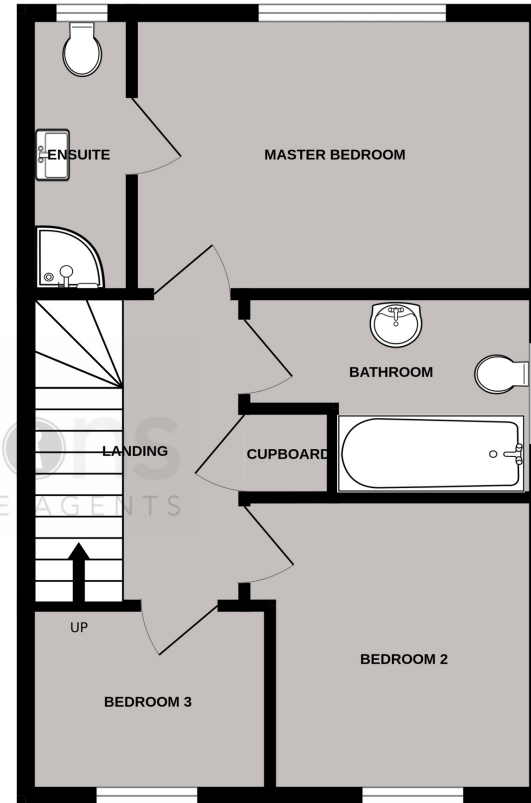 ENSUITE
MASTER BEDROOM
BATHROOM
LANDING
CUPBOARD
AGENTS
UP
BEDROOM 2
BEDROOM 3